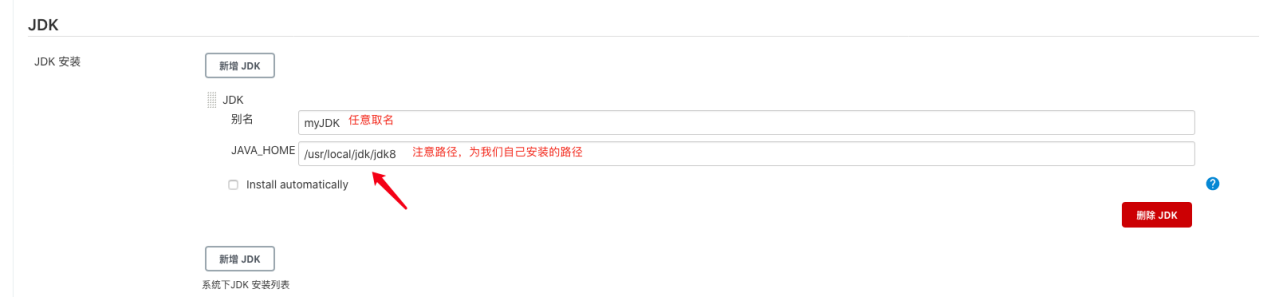 JDK
JDK 安装
新增 JDK
JDK
别名
myJDK 任意取名
JAVA_HOME
/usr/local/jdk/jdk8 注意路径，为我们自己安装的路径
Install automatically
?
删除 JDK
新增 JDK
系统下JDK 安装列表